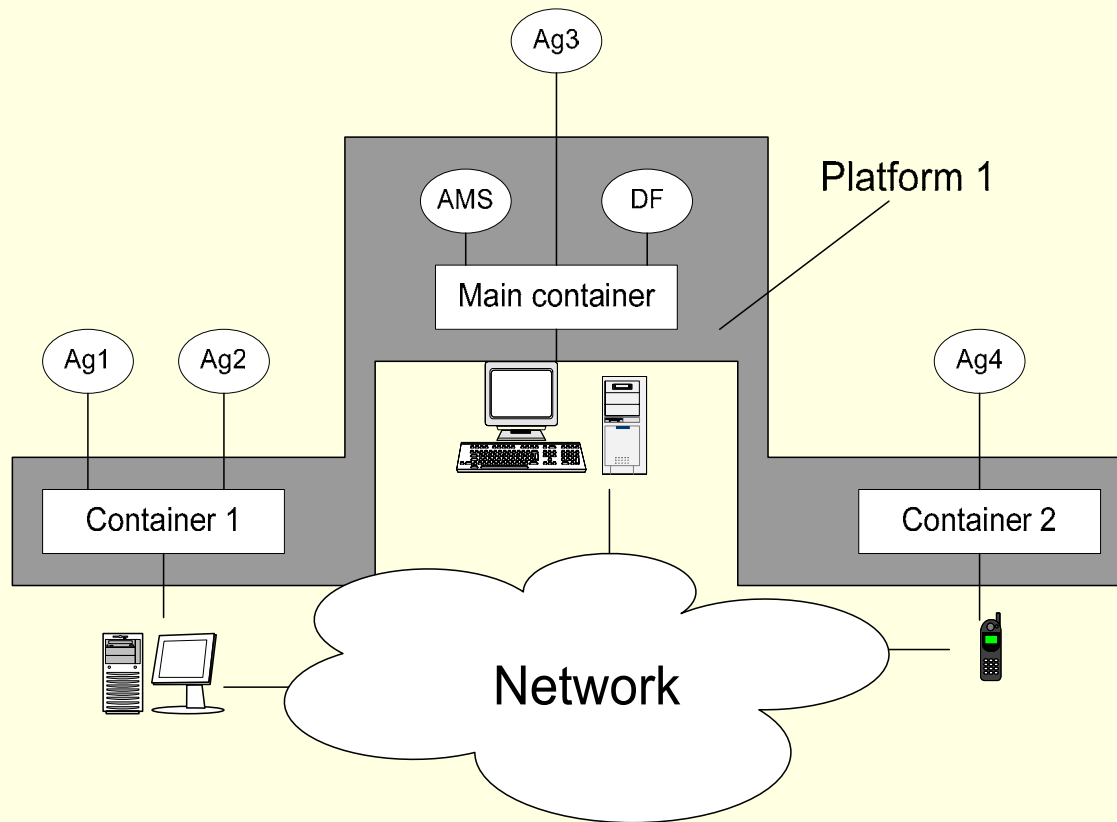 Ag3
Platform 1
AMS
DF
Main container
Ag1
Ag2
Ag4
Container 1
Container 2
Network